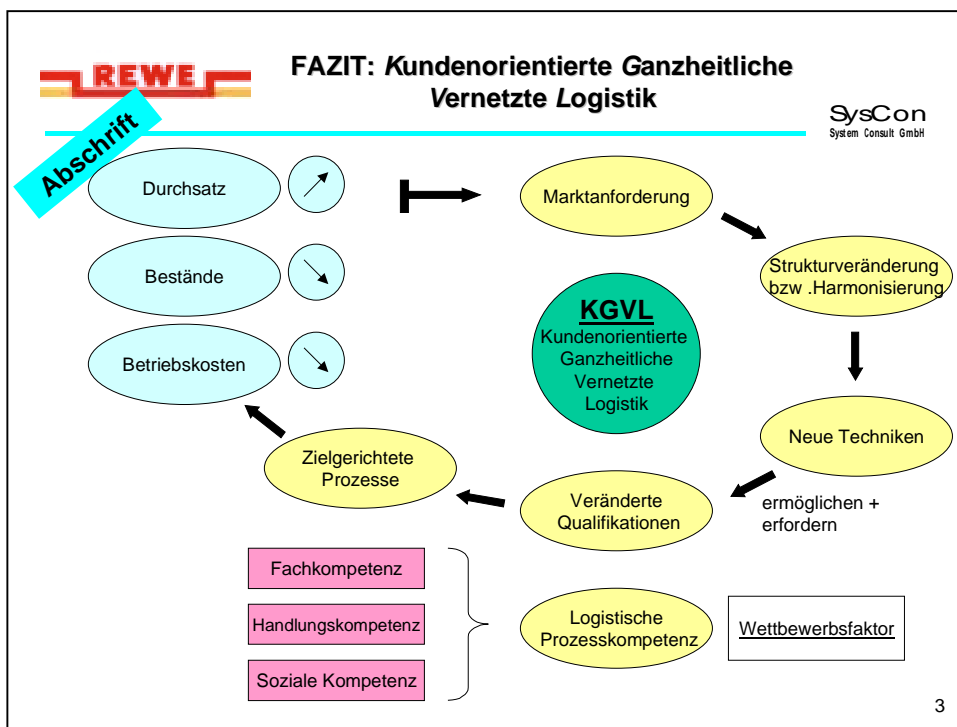 REWE
FAZIT: Kundenorientierte Ganzheitliche
Vernetzte Logistik
SysCon
System Consult GmbH
Abschrift
Durchsatz
Bestände
Betriebskosten
Marktanforderung
Strukturveränderung
bzw .Harmonisierung
KGVL
Kundenorientierte
Ganzheitliche
Vernetzte
Logistik
Neue Techniken
ermöglichen +
erfordern
Veränderte
Qualifikationen
Zielgerichtete
Prozesse
Fachkompetenz
Handlungskompetenz
Soziale Kompetenz
Logistische
Prozesskompetenz
Wettbewerbsfaktor
3